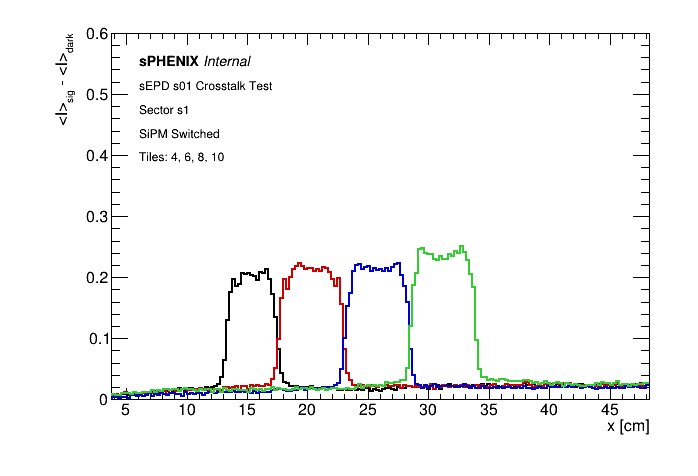 <I>sig - <I>dark
0.6
0.5
0.4
0.3
0.2
0.1
0
sPHENIX Internal
sEPD s01 Crosstalk Test
Sector s1
SiPM Switched
Tiles: 4, 6, 8, 10
5 10 15 20 25 30 35 40 45
x [cm]